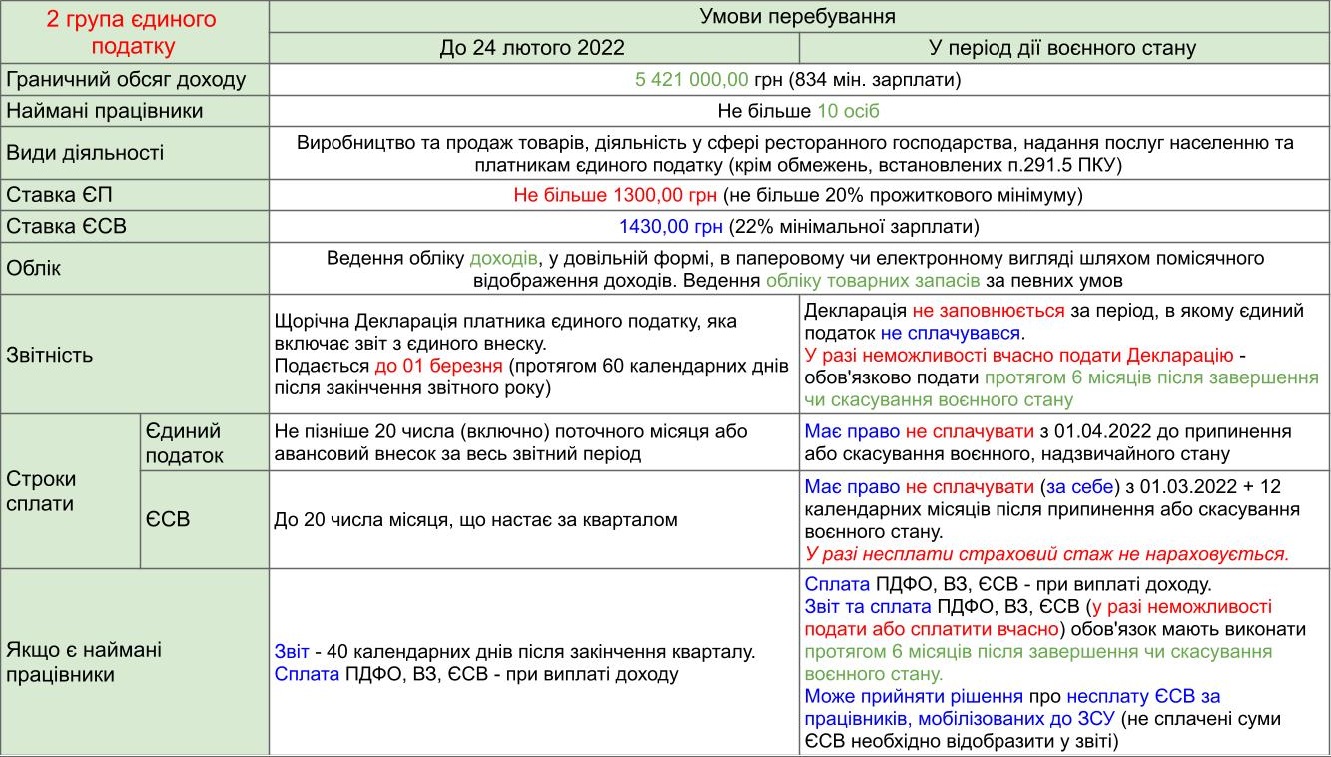 2 група єдиного
податку
Умови перебування
До 24 лютого 2022
У період дії воєнного стану
Граничний обсяг доходу
5 421 000,00 грн (834 мін. зарплати)
Наймані працівники
Не більше 10 осіб
Види діяльності
Виробництво та продаж товарів, діяльність у сфері ресторанного господарства, надання послуг населенню та
платникам єдиного податку (крім обмежень, встановлених п.291.5 ПКУ)
Ставка ЄП
Не більше 1300,00 грн (не більше 20% прожиткового мінімуму)
Ставка ЄСВ
1430,00 грн (22% мінімальної зарплати)
Облік
Ведення обліку доходів, у довільній формі, в паперовому чи електронному вигляді шляхом помісячного
відображення доходів. Ведення обліку товарних запасів за певних умов
Звітність
Щорічна Декларація платника єдиного податку, яка
включає звіт з єдиного внеску.
Подається до 01 березня (протягом 60 календарних днів
після закінчення звітного року)
Декларація не заповнюється за період, в якому єдиний
податок не сплачувався.
У разі неможливості вчасно подати Декларацію -
обов'язково подати протягом 6 місяців після завершення
чи скасування воєнного стану
Строки
сплати
Єдиний
податок
Не пізніше 20 числа (включно) поточного місяця або
авансовий внесок за весь звітний період
Має право не сплачувати з 01.04.2022 до припинення
або скасування воєнного, надзвичайного стану
ЄСВ
До 20 числа місяця, що настає за кварталом
Має право не сплачувати (за себе) з 01.03.2022 + 12
календарних місяців після припинення або скасування
воєнного стану.
У разі несплати страховий стаж не нараховується.
Якщо є наймані
працівники
Звіт - 40 календарних днів після закінчення кварталу.
Сплата ПДФО, ВЗ, ЄСВ - при виплаті доходу
Сплата ПДФО, ВЗ, ЄСВ - при виплаті доходу.
Звіт та сплата ПДФО, ВЗ, ЄСВ (у разі неможливості
подати або сплатити вчасно) обов'язок мають виконати
протягом 6 місяців після завершення чи скасування
воєнного стану.
Може прийняти рішення про несплату ЄСВ за
працівників, мобілізованих до ЗСУ (не сплачені суми
ЄСВ необхідно відобразити у звіті)